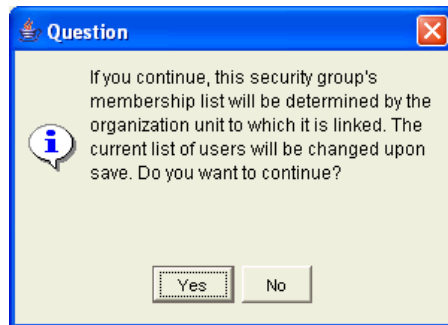 Question
If you continue, this security group's
membership list will be determined by the
organization unit to which it is linked. The
current list of users will be changed upon
save. Do you want to continue?
Yes
No